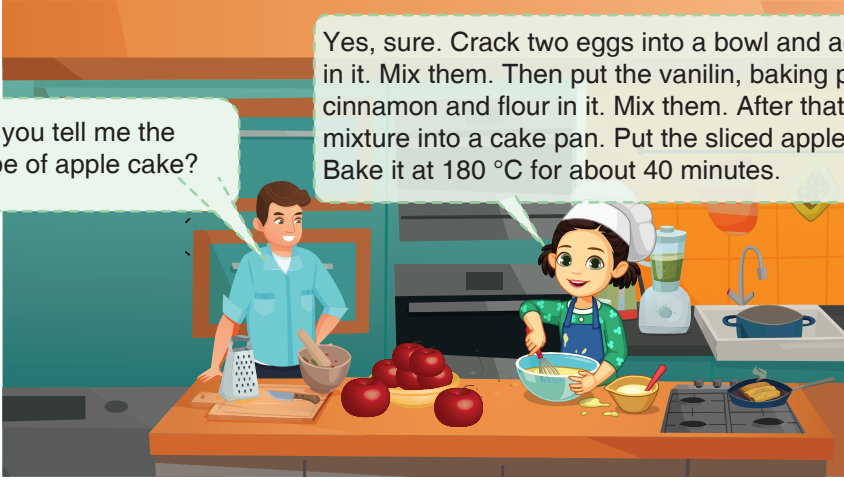 you tell me the
of apple cake?
Yes, sure. Crack two eggs into a bowl and
in it. Mix them. Then put the vanilin, baking
cinnamon and flour in it. Mix them. After that
mixture into a cake pan. Put the sliced apple
Bake it at 180 °C for about 40 minutes.